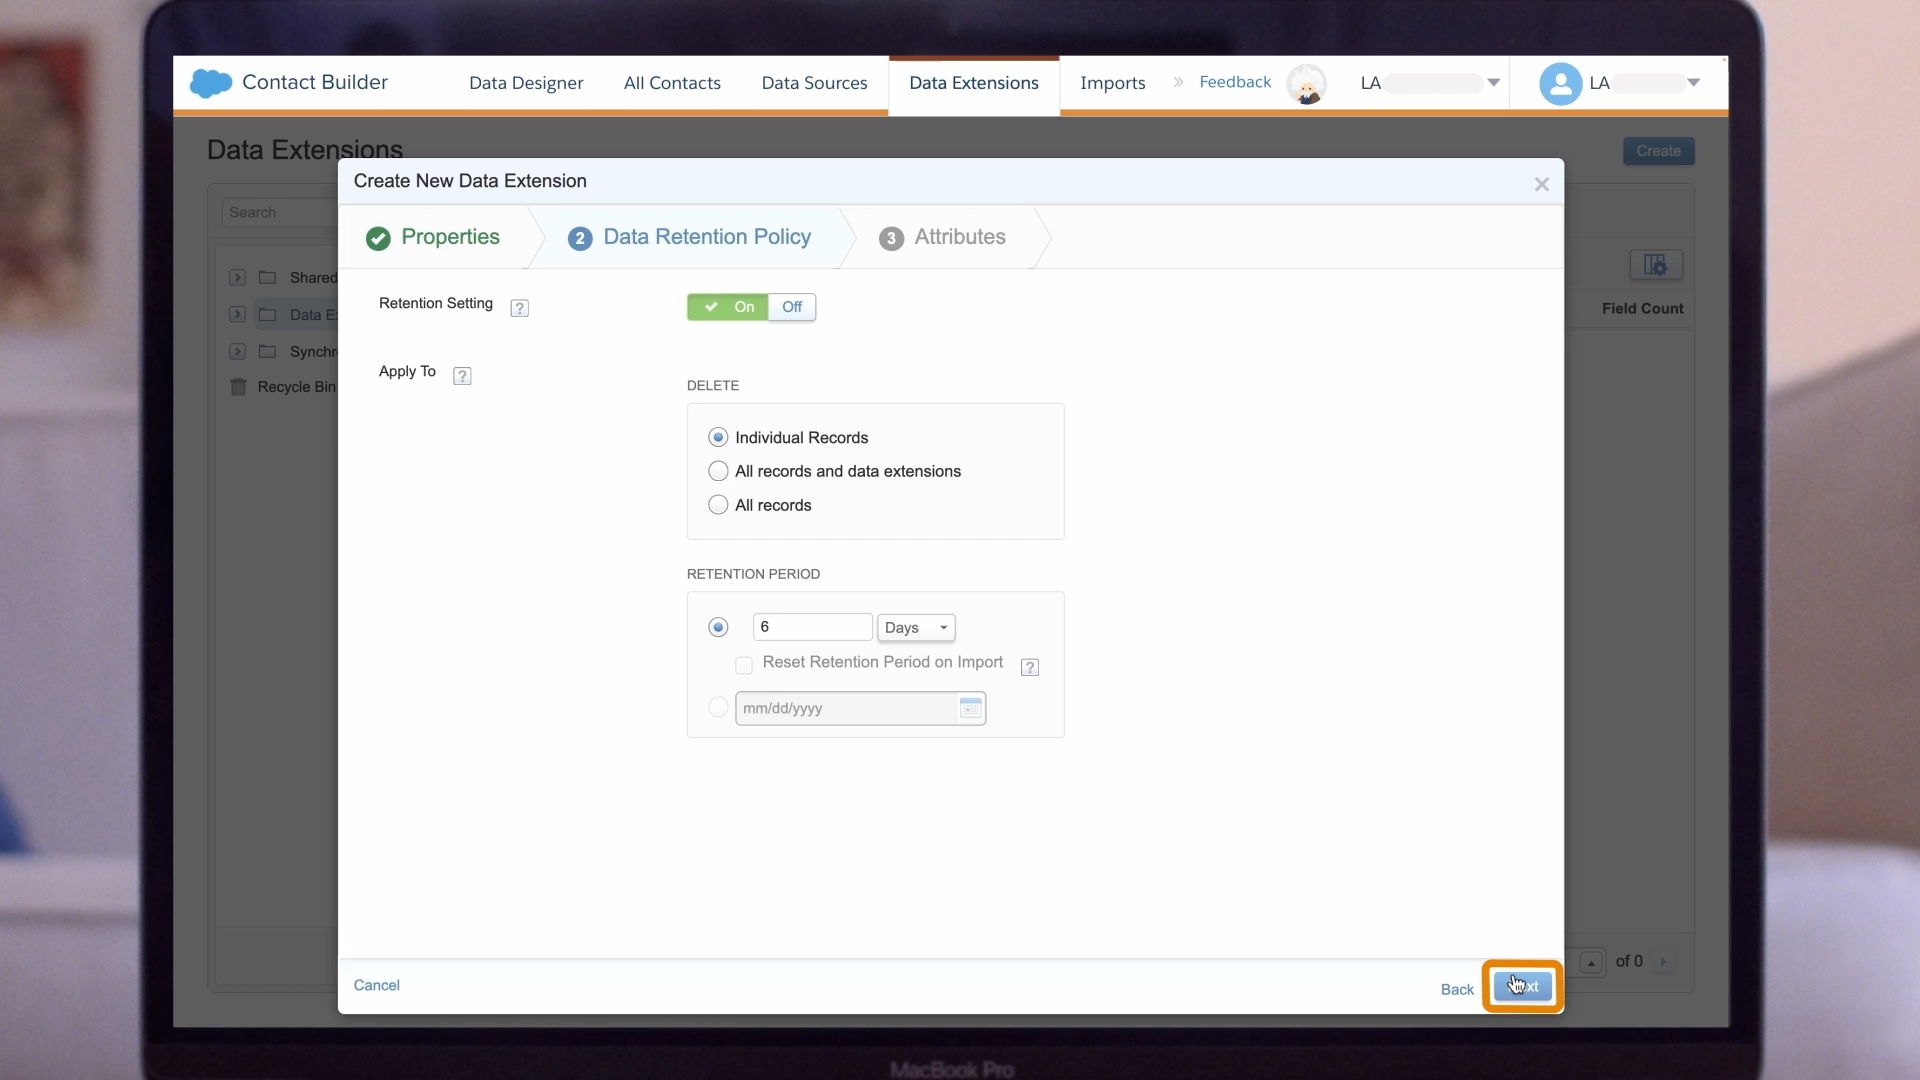 Contact Builder
Data Designer
All Contacts
Data Sources
Data Extensions
Imports
Feedback
LA
LA
Data Extensions
Create
Create New Data Extension
Search
Properties
2 Data Retention Policy
3 Attributes
Shared
Retention Setting ?
On Off
Field Count
Data E
Synchr
Apply To ?
Recycle Bin
DELETE
Individual Records
All records and data extensions
All records
RETENTION PERIOD
6 Days
Reset Retention Period on Import ?
mm/dd/yyyy
of 0
Cancel
Back
MacBook Pro